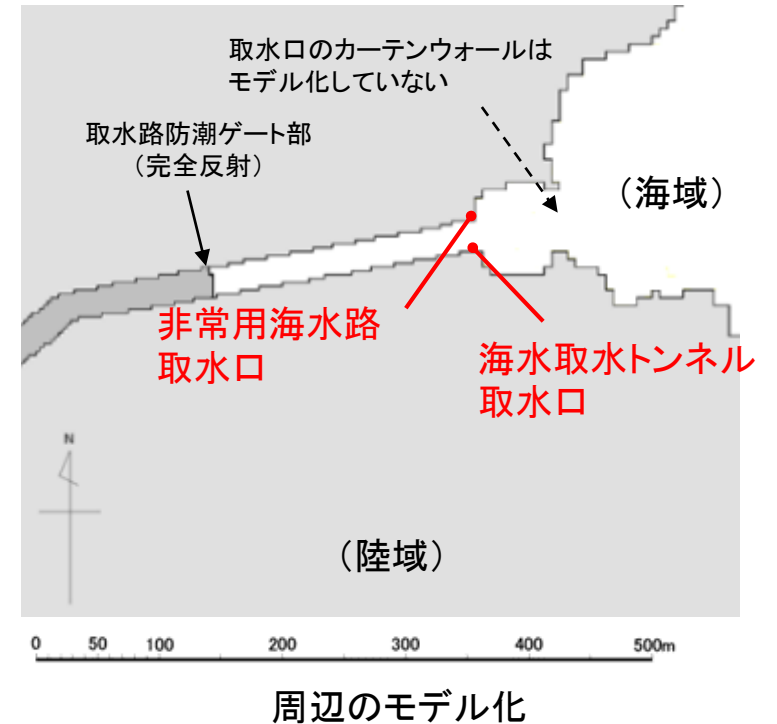 取水口のカーテンウォールは
モデル化していない
取水路防潮ゲート部
（完全反射）
（海域）
非常用海水路
取水口
海水取水トンネル
取水口
N
（陸域）
0 50 100 200 300 400 500m
周辺のモデル化